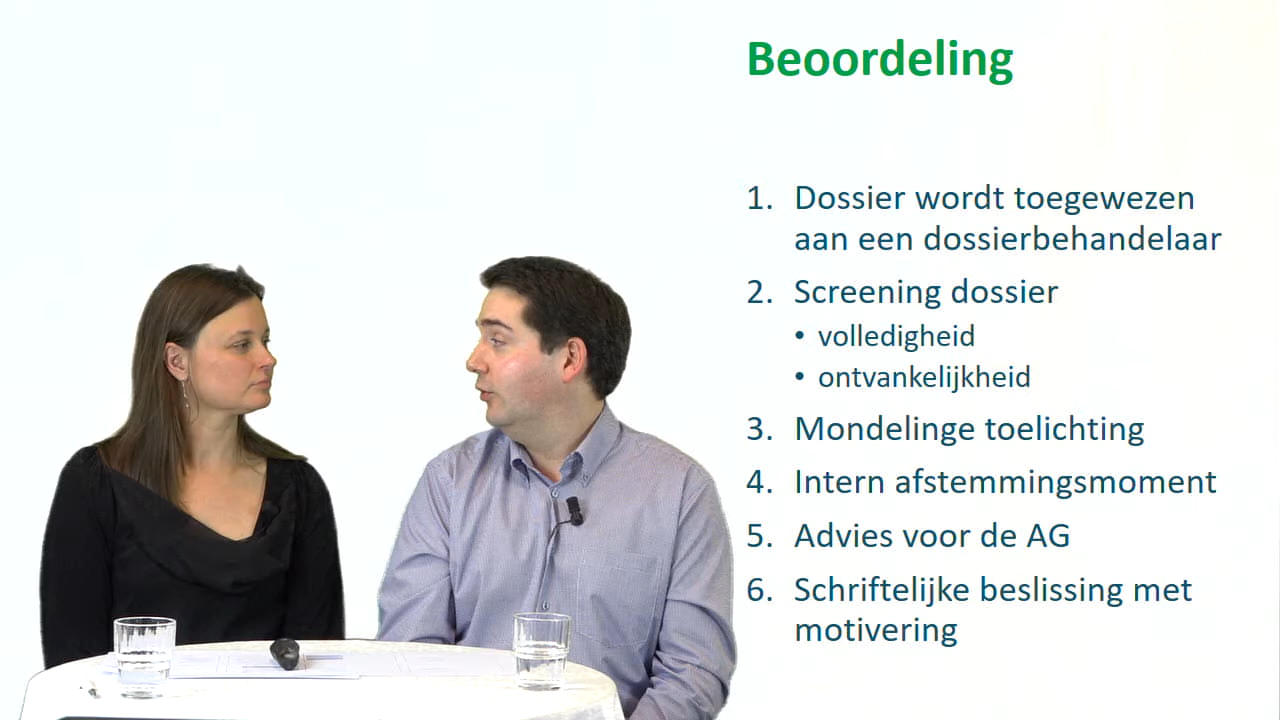 Beoordeling
1. Dossier wordt toegewezen
aan een dossierbehandelaar
2. Screening dossier
• volledigheid
• ontvankelijkheid
3. Mondelinge toelichting
4. Intern afstemmingsmoment
5. Advies voor de AG
6. Schriftelijke beslissing met
motivering